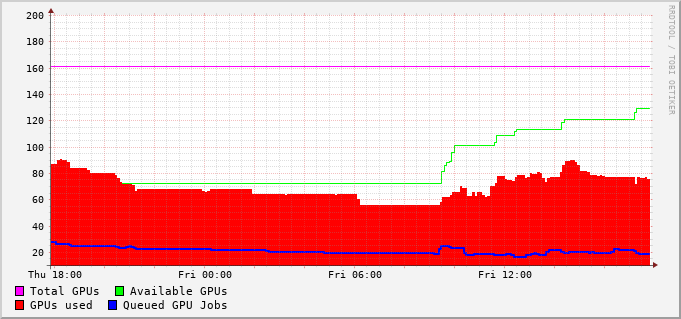 200
180
160
140
120
100
80
60
40
20
Thu 18:00 Fri 00:00 Fri 06:00 Fri 12:00
Total GPUs Available GPUs
GPUs used Queued GPU Jobs
RRDTOOL / TOBI OETIKER